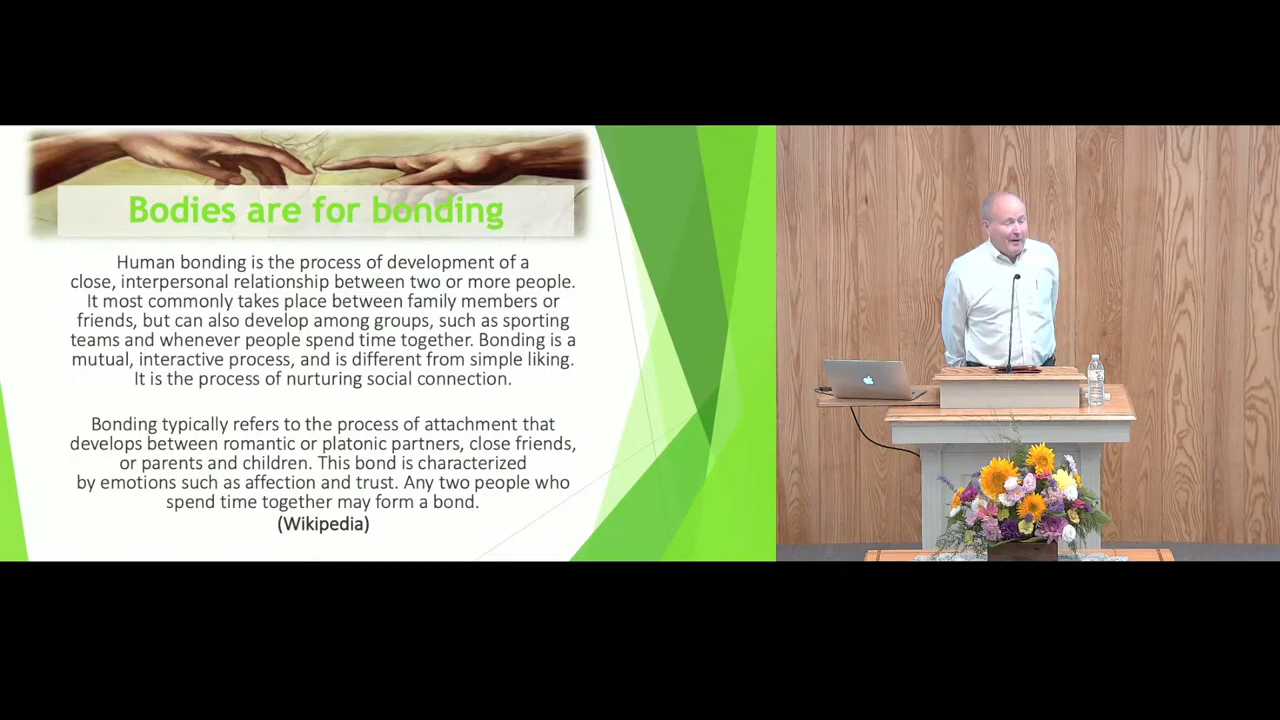 Bodies are for bonding
Human bonding is the process of development of a
close, interpersonal relationship between two or more people.
It most commonly takes place between family members or
friends, but can also develop among groups, such as sporting
teams and whenever people spend time together. Bonding is a
mutual, interactive process, and is different from simple liking.
It is the process of nurturing social connection.
Bonding typically refers to the process of attachment that
develops between romantic or platonic partners, close friends,
or parents and children. This bond is characterized
by emotions such as affection and trust. Any two people who
spend time together may form a bond.
(Wikipedia)